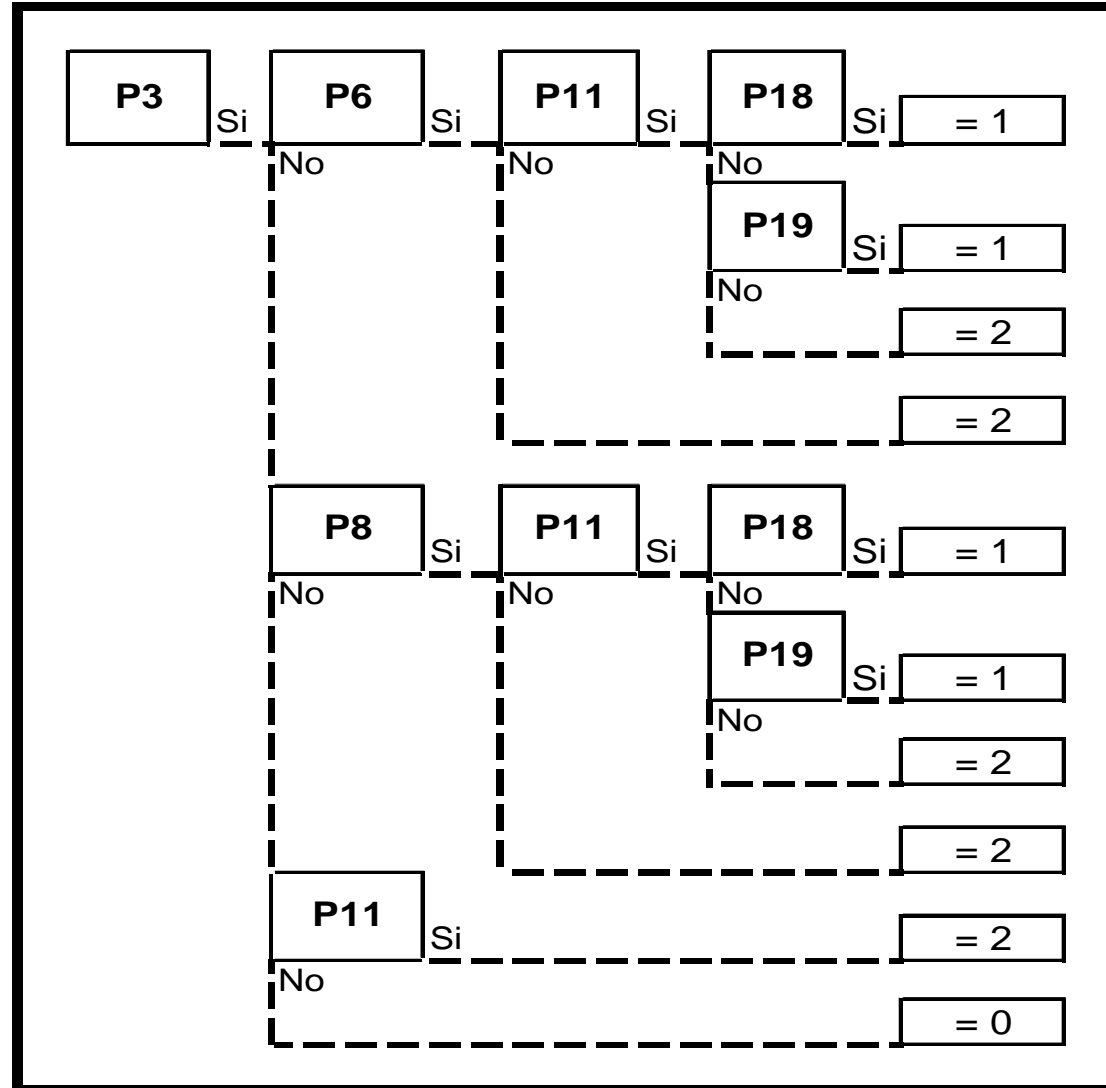 P3 P6 P11 P18
Si Si Si Si = 1
No No No
P19
Si = 1
No
= 2
= 2
P8 P11 P18
Si Si Si = 1
No No No
P19
Si = 1
No
= 2
= 2
P11
Si = 2
No
= 0